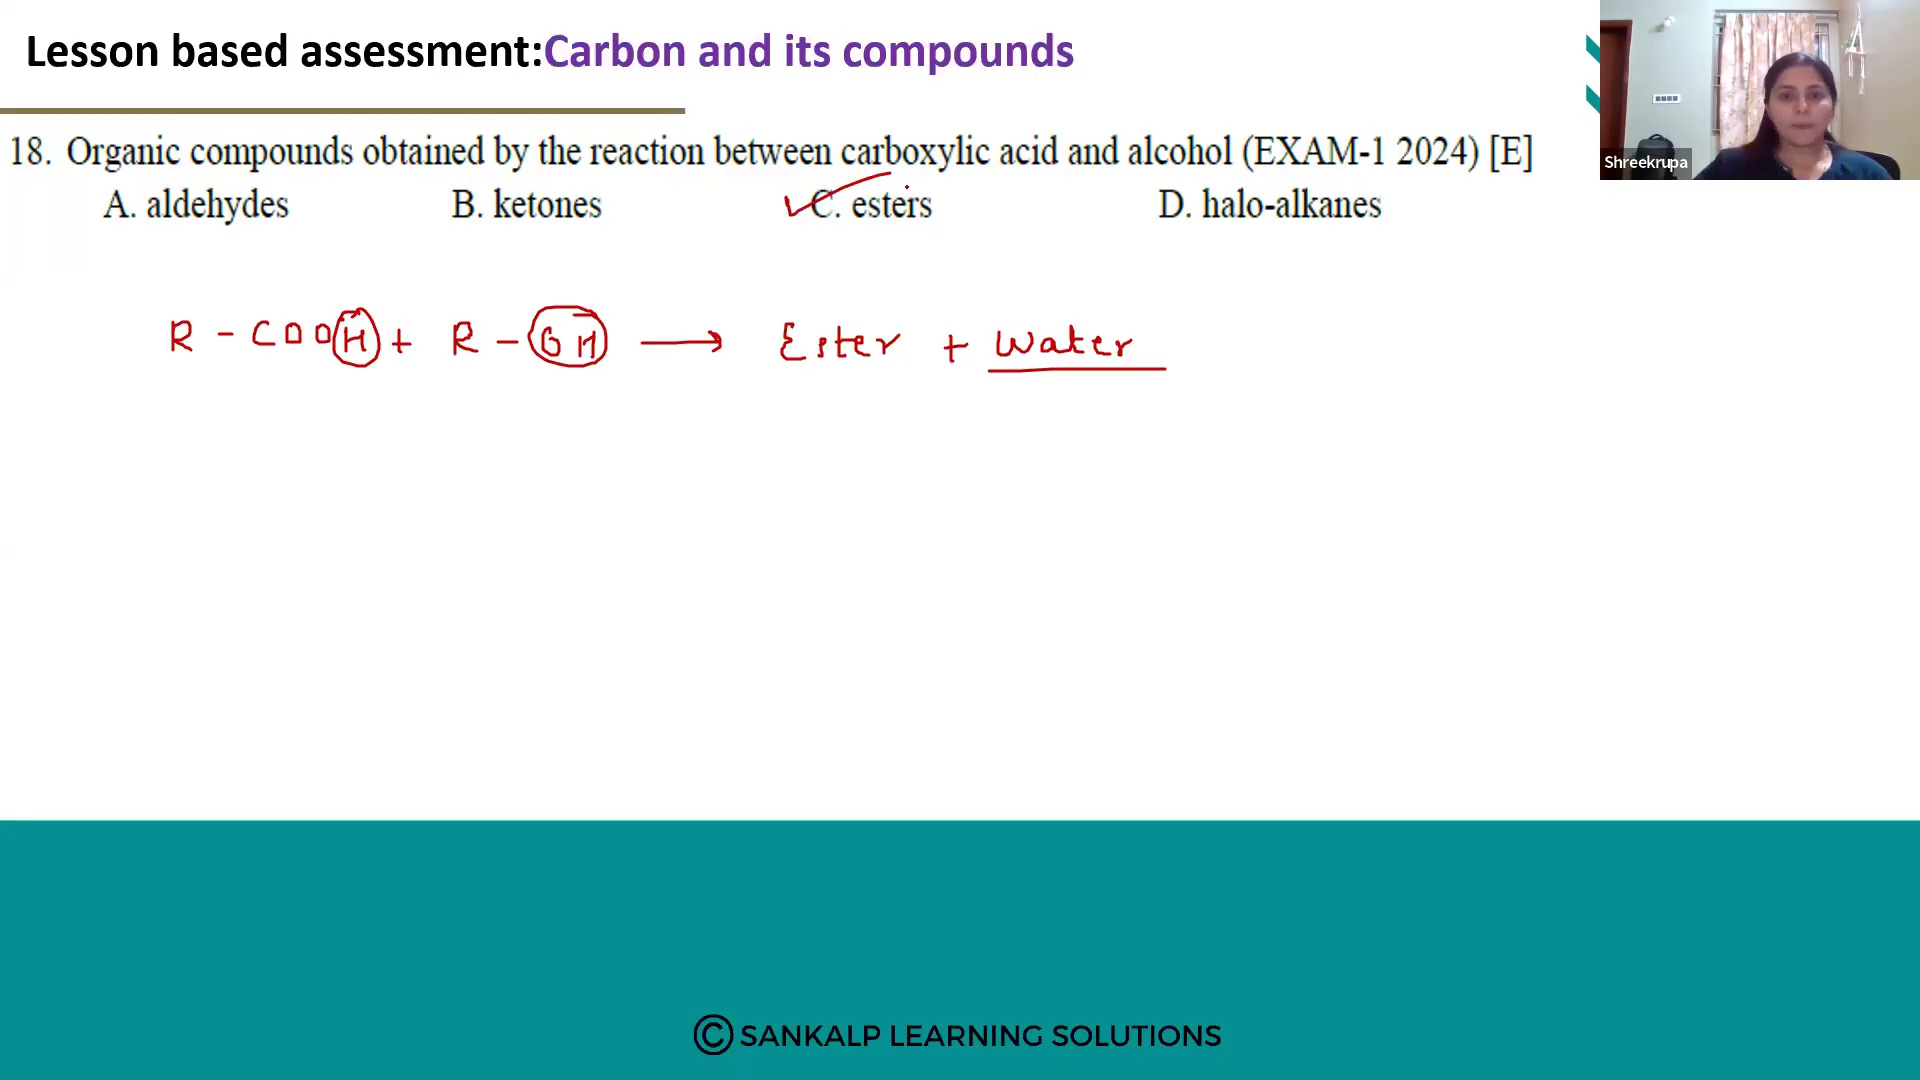 Lesson based assessment:Carbon and its compounds
Shreekrupa
18. Organic compounds obtained by the reaction between carboxylic acid and alcohol (EXAM-1 2024) [E]
A. aldehydes B. ketones C. esters D. halo-alkanes
R - COOH + R - OH → Ester + Water
© SANKALP LEARNING SOLUTIONS